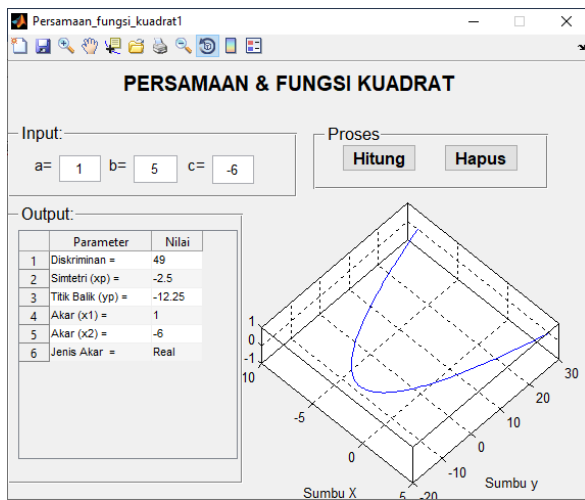 Persamaan_fungsi_kuadrat1
PERSAMAAN & FUNGSI KUADRAT
Input:
a= 1 b= 5 c= -6
Proses
Hitung Hapus
Output:
Parameter Nilai
1 Diskriminan = 49
2 Simtetri (xp) = -2.5
3 Titik Balik (yp) = -12.25
4 Akar (x1) = 1
5 Akar (x2) = -6
6 Jenis Akar = Real
1
0
-1
10
-5
0
5
Sumbu X
-20
-10
0
10
20
30
Sumbu y